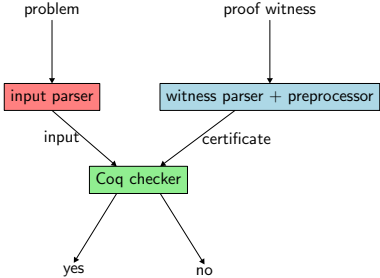 problem
proof witness
input parser
witness parser + preprocessor
input
certificate
Coq checker
yes
no